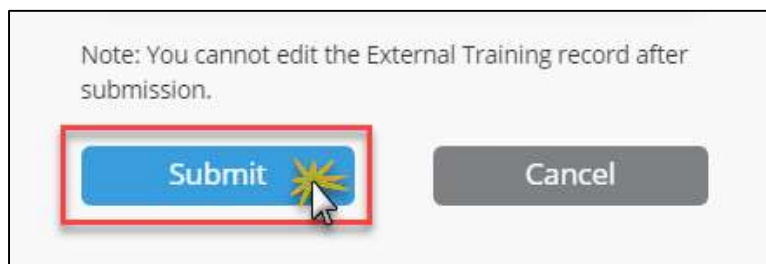 Note: You cannot edit the External Training record after
submission.
Submit
Cancel